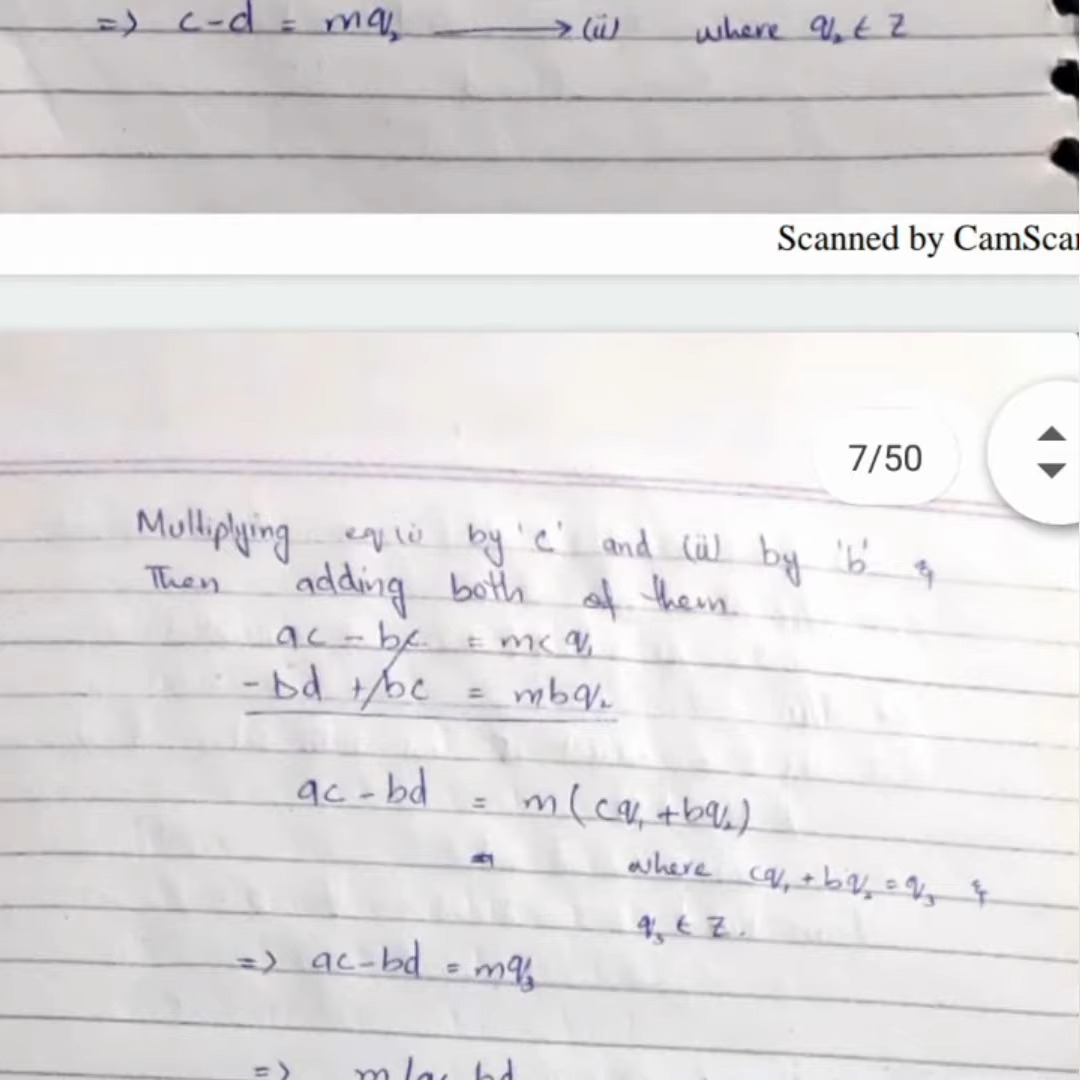 => c-d = mq₂ ⟶ (ii) where q₂ ∈ Z
Scanned by CamScan
7/50
Multiplying eq (i) by 'c' and (ii) by 'b' &
Then adding both of them.
ac - bc = mcq₁
-bd + bc = mbq₂
ac - bd = m(cq₁ + bq₂)
where cq₁ + bq₂ = q₃ &
q₃ ∈ Z.
=> ac-bd = mq₃
=> m/ac bd